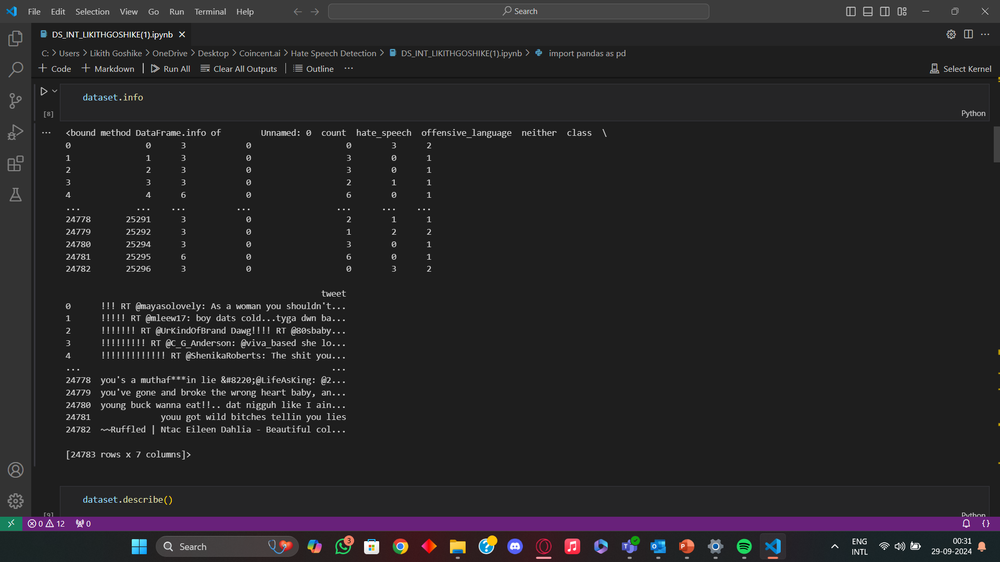 File Edit Selection View Go Run Terminal Help Search
DS_INT_LIKITHGOSHIKE(1).ipynb
C: > Users > Likith Goshike > OneDrive > Desktop > Coincent.ai > Hate Speech Detection > DS_INT_LIKITHGOSHIKE(1).ipynb > import pandas as pd
+ Code + Markdown | Run All Clear All Outputs | Outline ... Select Kernel
dataset.info
[8] Python
<bound method DataFrame.info of        Unnamed: 0  count  hate_speech  offensive_language  neither  class  \
0 0 3 0 0 3 2
1 1 3 0 3 0 1
2 2 3 0 3 0 1
3 3 3 0 2 1 1
4 4 6 0 6 0 1
... ... ... ... ... ... ...
24778 25291 3 0 2 1 1
24779 25292 3 0 1 2 2
24780 25294 3 0 3 0 1
24781 25295 6 0 6 0 1
24782 25296 3 0 0 3 2
tweet
0 !!! RT @mayasolovely: As a woman you shouldn't...
1 !!!!! RT @mleew17: boy dats cold...tyga dwn ba...
2 !!!!!!! RT @UrKindOfBrand Dawg!!!! RT @80sbaby...
3 !!!!!!!!! RT @C_G_Anderson: @viva_based she lo...
4 !!!!!!!!!!!!! RT @ShenikaRoberts: The shit you...
... ...
24778 you's a muthaf***in lie &#8220;@LifeAsKing: @2...
24779 you've gone and broke the wrong heart baby, an...
24780 young buck wanna eat!!.. dat nigguh like I ain...
24781 youu got wild bitches tellin you lies
24782 ~~Ruffled | Ntac Eileen Dahlia - Beautiful col...
[24783 rows x 7 columns]>
dataset.describe()
[9] Python
0 12 0 {}
Search 3 ENG 00:31
INTL 29-09-2024